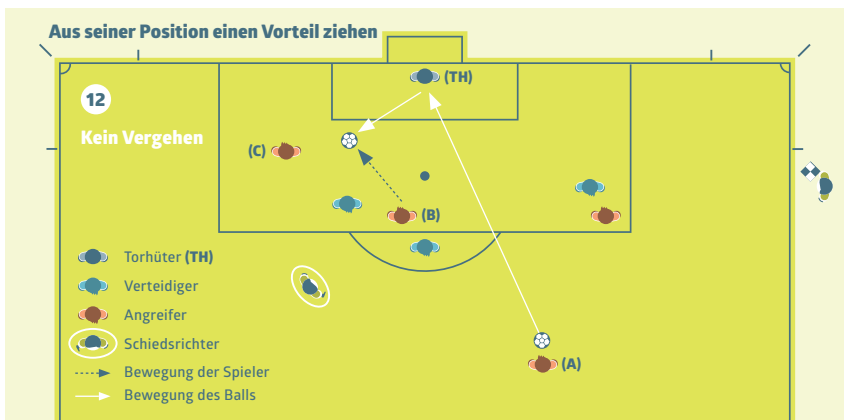 Aus seiner Position einen Vorteil ziehen
(TH)
12
Kein Vergehen
(C)
(B)
Torhüter (TH)
Verteidiger
Angreifer
Schiedsrichter
(A)
Bewegung der Spieler
Bewegung des Balls